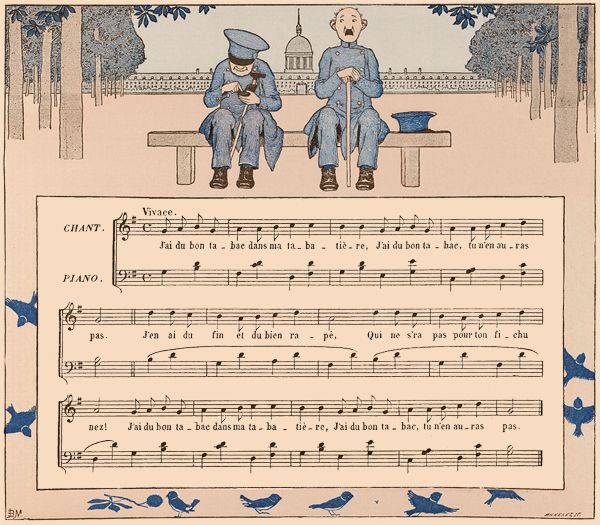 Vivace.
CHANT.
J'ai du bon ta-bac dans ma ta-ba-tiè-re, J'ai du bon ta-bac, tu n'en au-ras
PIANO.
pas. J'en ai du fin et du bien ra-pé. Qui ne s'ra pas pour ton fi-chu
nez! J'ai du bon ta-bac dans ma ta-ba-tiè-re, J'ai du bon ta-bac, tu n'en au-ras pas.
BM